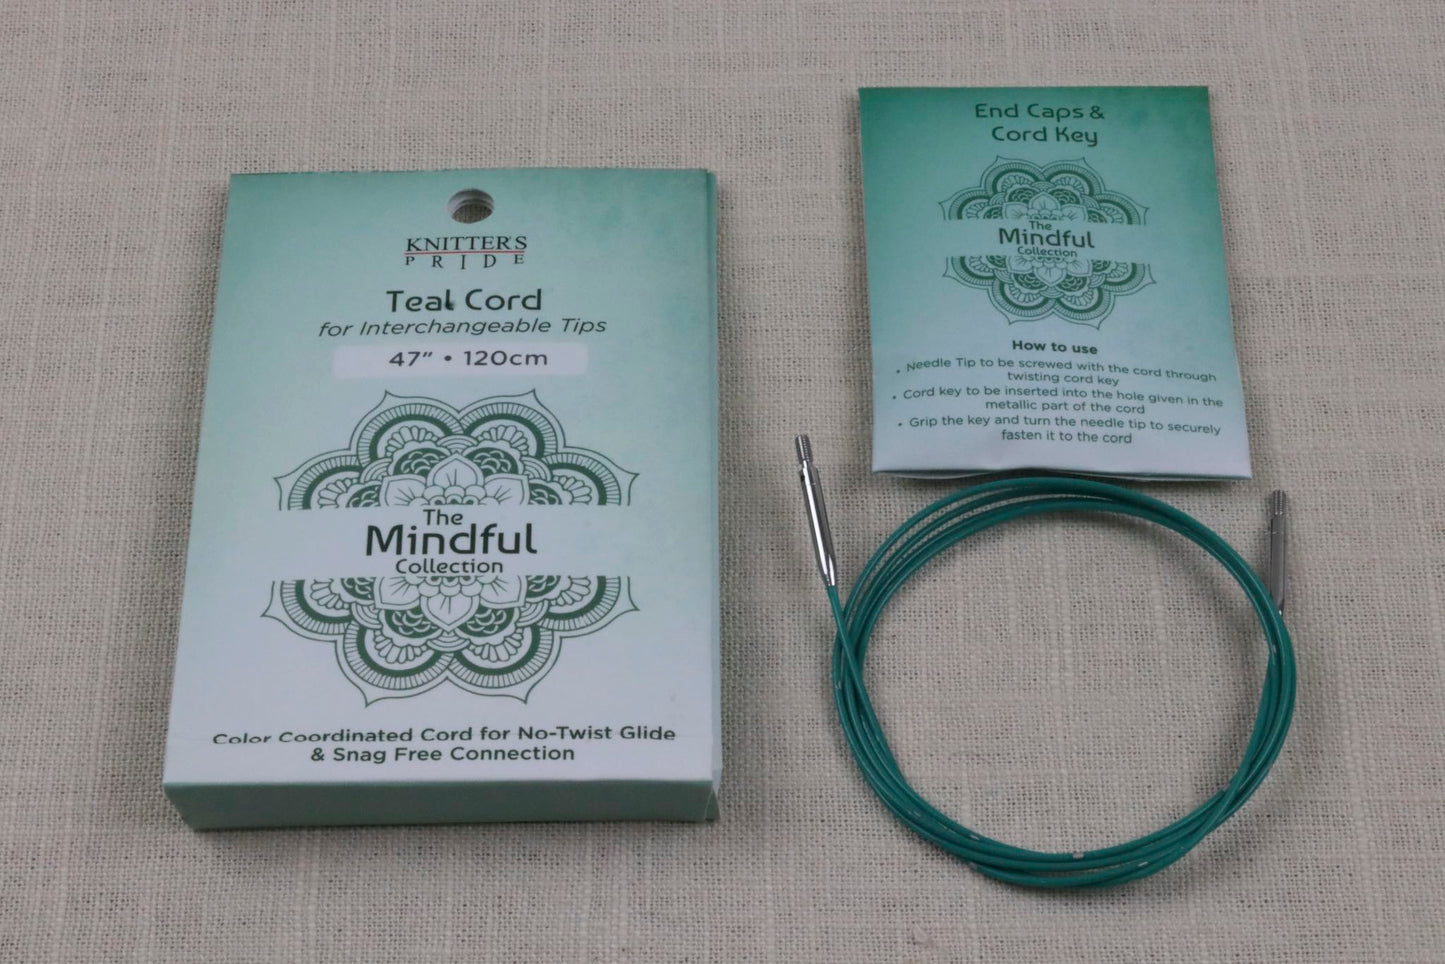 KNITTER'S
PRIDE
Teal Cord
for Interchangeable Tips
47" • 120cm
The
Mindful
Collection
Color Coordinated Cord for No-Twist Glide
& Snag Free Connection
End Caps &
Cord Key
The
Mindful
Collection
How to use
• Needle Tip to be screwed with the cord through
twisting cord key
• Cord key to be inserted into the hole given in the
metallic part of the cord
• Grip the key and turn the needle tip to securely
fasten it to the cord